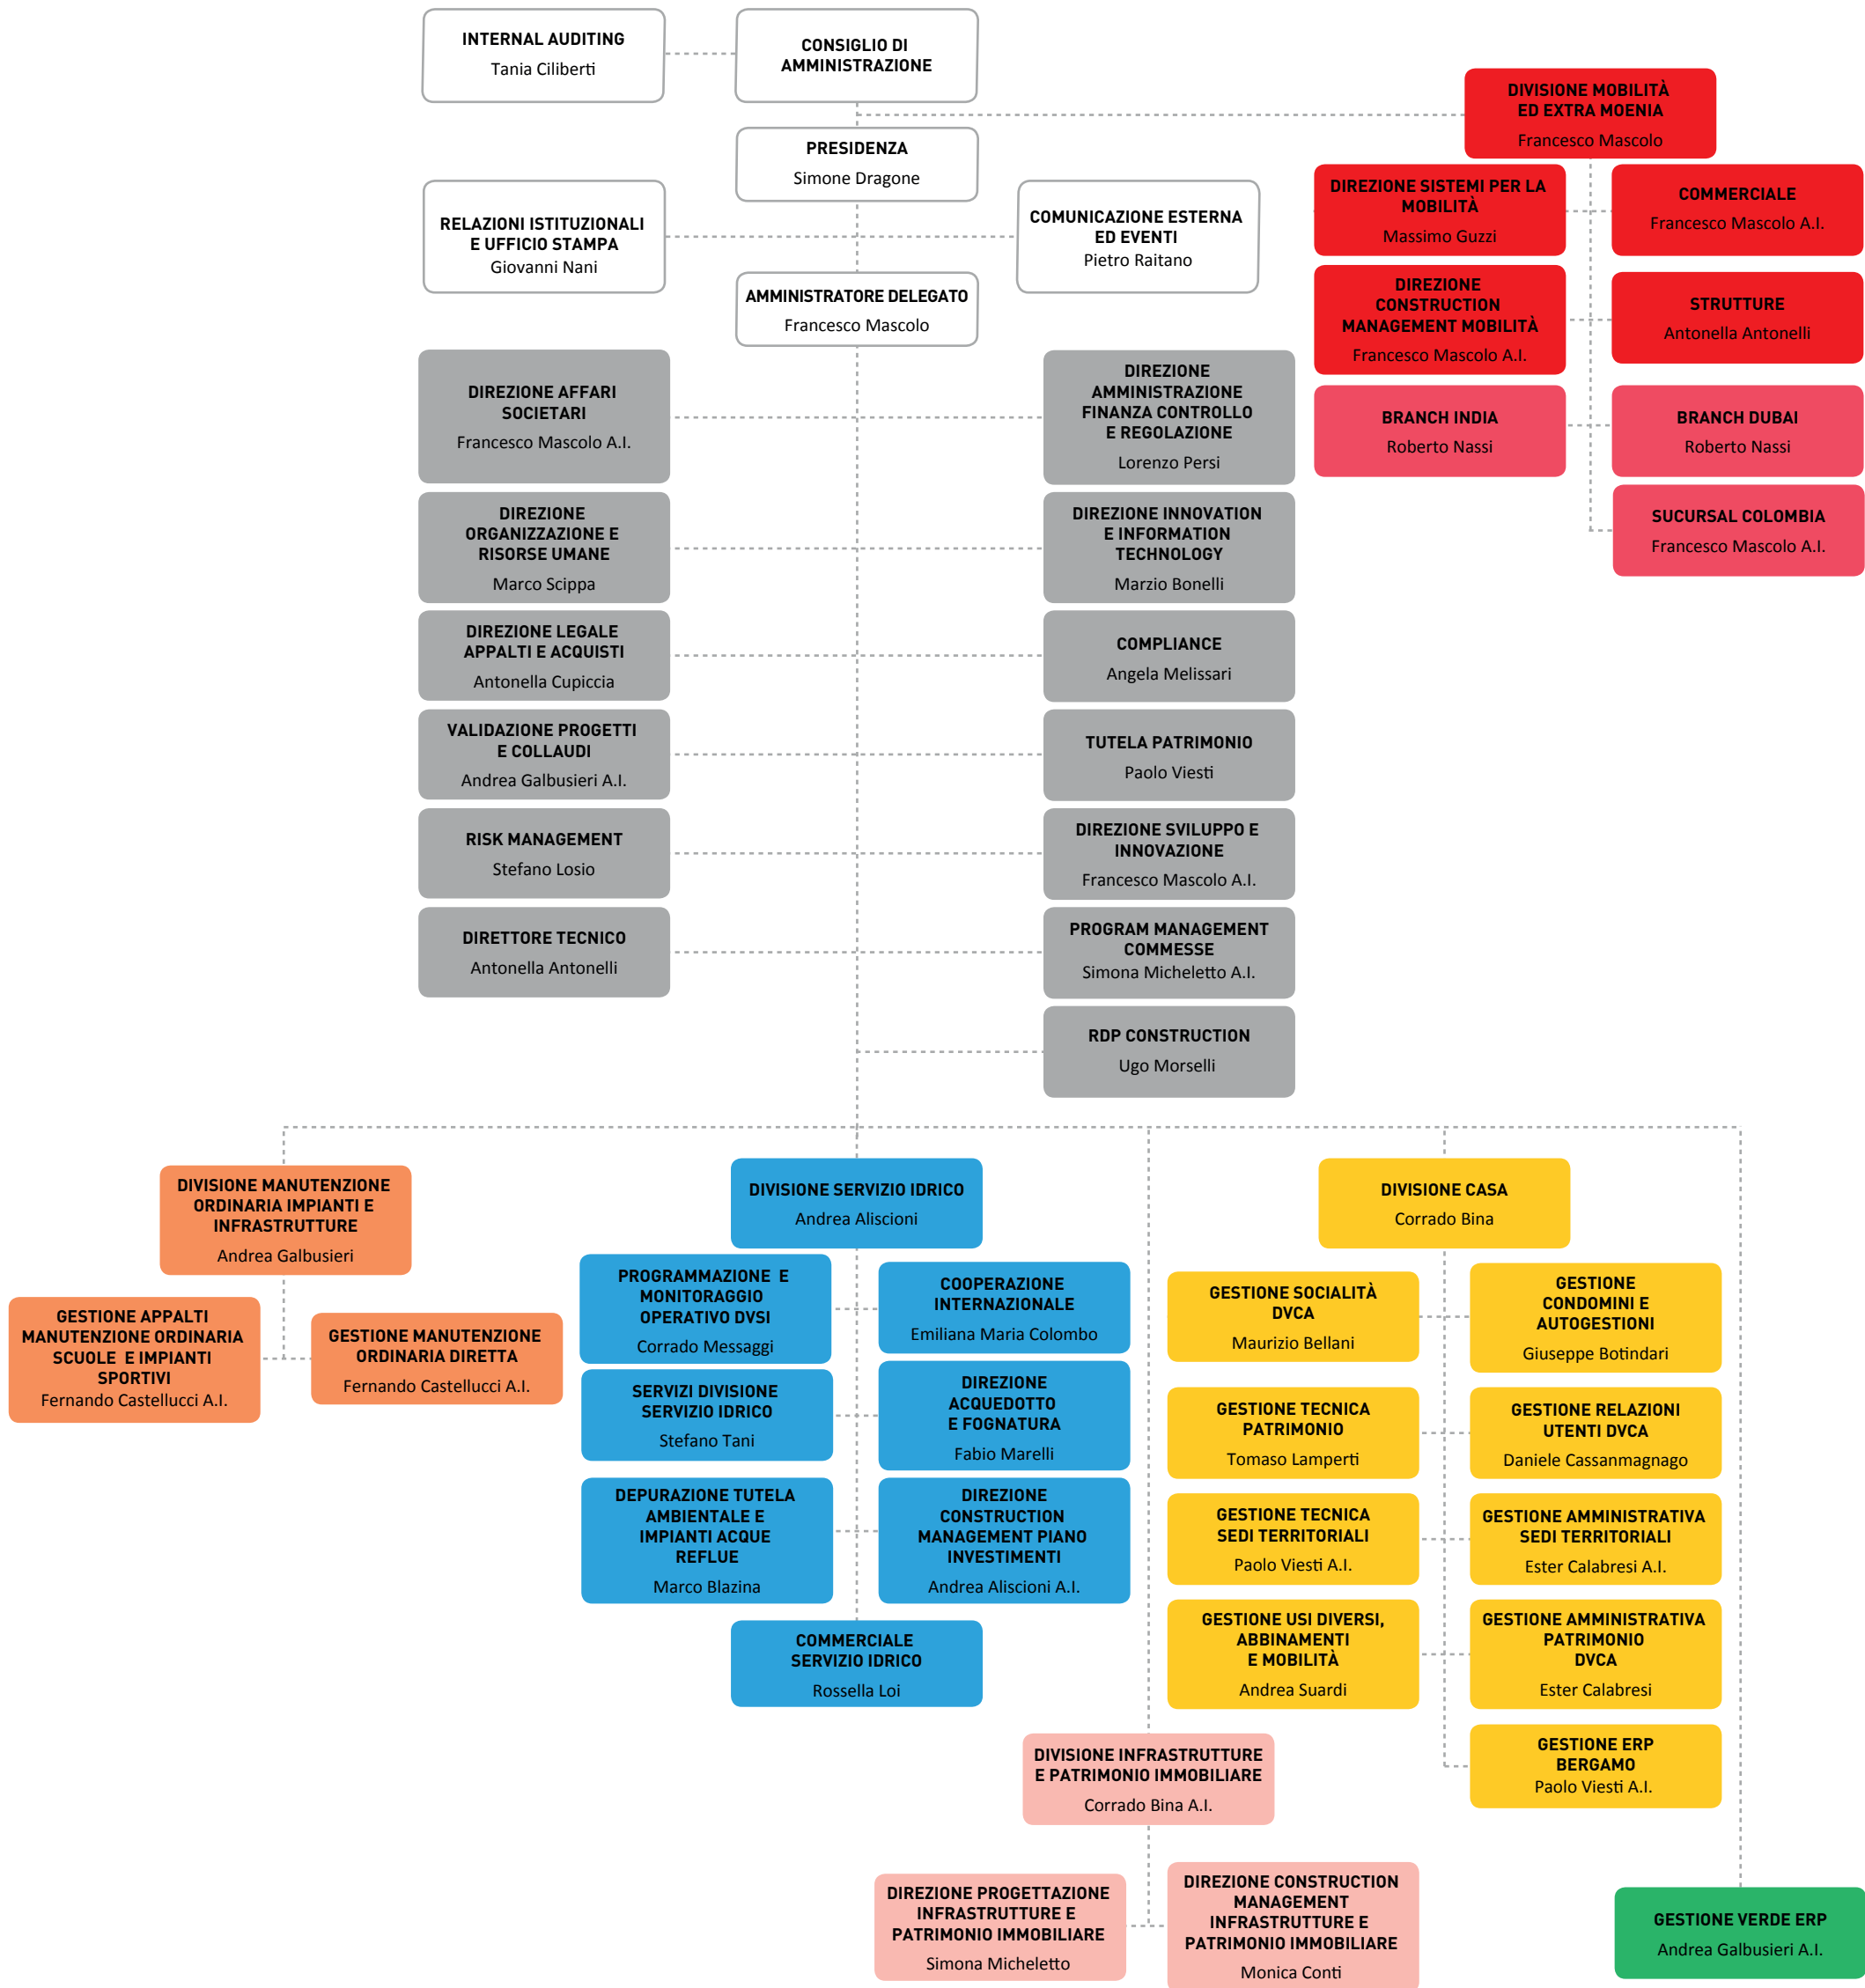 INTERNAL AUDITING
Tania Ciliberti
CONSIGLIO DI
AMMINISTRAZIONE
DIVISIONE MOBILITÀ
ED EXTRA MOENIA
Francesco Mascolo
PRESIDENZA
Simone Dragone
RELAZIONI ISTITUZIONALI
E UFFICIO STAMPA
Giovanni Nani
COMUNICAZIONE ESTERNA
ED EVENTI
Pietro Raitano
AMMINISTRATORE DELEGATO
Francesco Mascolo
DIREZIONE SISTEMI PER LA
MOBILITÀ
Massimo Guzzi
COMMERCIALE
Francesco Mascolo A.I.
DIREZIONE
CONSTRUCTION
MANAGEMENT MOBILITÀ
Francesco Mascolo A.I.
STRUTTURE
Antonella Antonelli
BRANCH INDIA
Roberto Nassi
BRANCH DUBAI
Roberto Nassi
SUCURSAL COLOMBIA
Francesco Mascolo A.I.
DIREZIONE AFFARI
SOCIETARI
Francesco Mascolo A.I.
DIREZIONE
AMMINISTRAZIONE
FINANZA CONTROLLO
E REGOLAZIONE
Lorenzo Persi
DIREZIONE
ORGANIZZAZIONE E
RISORSE UMANE
Marco Scippa
DIREZIONE INNOVATION
E INFORMATION
TECHNOLOGY
Marzio Bonelli
DIREZIONE LEGALE
APPALTI E ACQUISTI
Antonella Cupiccia
COMPLIANCE
Angela Melissari
VALIDAZIONE PROGETTI
E COLLAUDI
Andrea Galbusieri A.I.
TUTELA PATRIMONIO
Paolo Viesti
RISK MANAGEMENT
Stefano Losio
DIREZIONE SVILUPPO E
INNOVAZIONE
Francesco Mascolo A.I.
DIRETTORE TECNICO
Antonella Antonelli
PROGRAM MANAGEMENT
COMMESSE
Simona Micheletto A.I.
RDP CONSTRUCTION
Ugo Morselli
DIVISIONE MANUTENZIONE
ORDINARIA IMPIANTI E
INFRASTRUTTURE
Andrea Galbusieri
GESTIONE APPALTI
MANUTENZIONE ORDINARIA
SCUOLE E IMPIANTI
SPORTIVI
Fernando Castellucci A.I.
GESTIONE MANUTENZIONE
ORDINARIA DIRETTA
Fernando Castellucci A.I.
DIVISIONE SERVIZIO IDRICO
Andrea Aliscioni
PROGRAMMAZIONE E
MONITORAGGIO
OPERATIVO DVSI
Corrado Messaggi
COOPERAZIONE
INTERNAZIONALE
Emiliana Maria Colombo
SERVIZI DIVISIONE
SERVIZIO IDRICO
Stefano Tani
DIREZIONE
ACQUEDOTTO
E FOGNATURA
Fabio Marelli
DEPURAZIONE TUTELA
AMBIENTALE E
IMPIANTI ACQUE
REFLUE
Marco Blazina
DIREZIONE
CONSTRUCTION
MANAGEMENT PIANO
INVESTIMENTI
Andrea Aliscioni A.I.
COMMERCIALE
SERVIZIO IDRICO
Rossella Loi
DIVISIONE CASA
Corrado Bina
GESTIONE SOCIALITÀ
DVCA
Maurizio Bellani
GESTIONE
CONDOMINI E
AUTOGESTIONI
Giuseppe Botindari
GESTIONE TECNICA
PATRIMONIO
Tomaso Lamperti
GESTIONE RELAZIONI
UTENTI DVCA
Daniele Cassanmagnago
GESTIONE TECNICA
SEDI TERRITORIALI
Paolo Viesti A.I.
GESTIONE AMMINISTRATIVA
SEDI TERRITORIALI
Ester Calabresi A.I.
GESTIONE USI DIVERSI,
ABBINAMENTI
E MOBILITÀ
Andrea Suardi
GESTIONE AMMINISTRATIVA
PATRIMONIO
DVCA
Ester Calabresi
GESTIONE ERP
BERGAMO
Paolo Viesti A.I.
DIVISIONE INFRASTRUTTURE
E PATRIMONIO IMMOBILIARE
Corrado Bina A.I.
DIREZIONE PROGETTAZIONE
INFRASTRUTTURE E
PATRIMONIO IMMOBILIARE
Simona Micheletto
DIREZIONE CONSTRUCTION
MANAGEMENT
INFRASTRUTTURE E
PATRIMONIO IMMOBILIARE
Monica Conti
GESTIONE VERDE ERP
Andrea Galbusieri A.I.